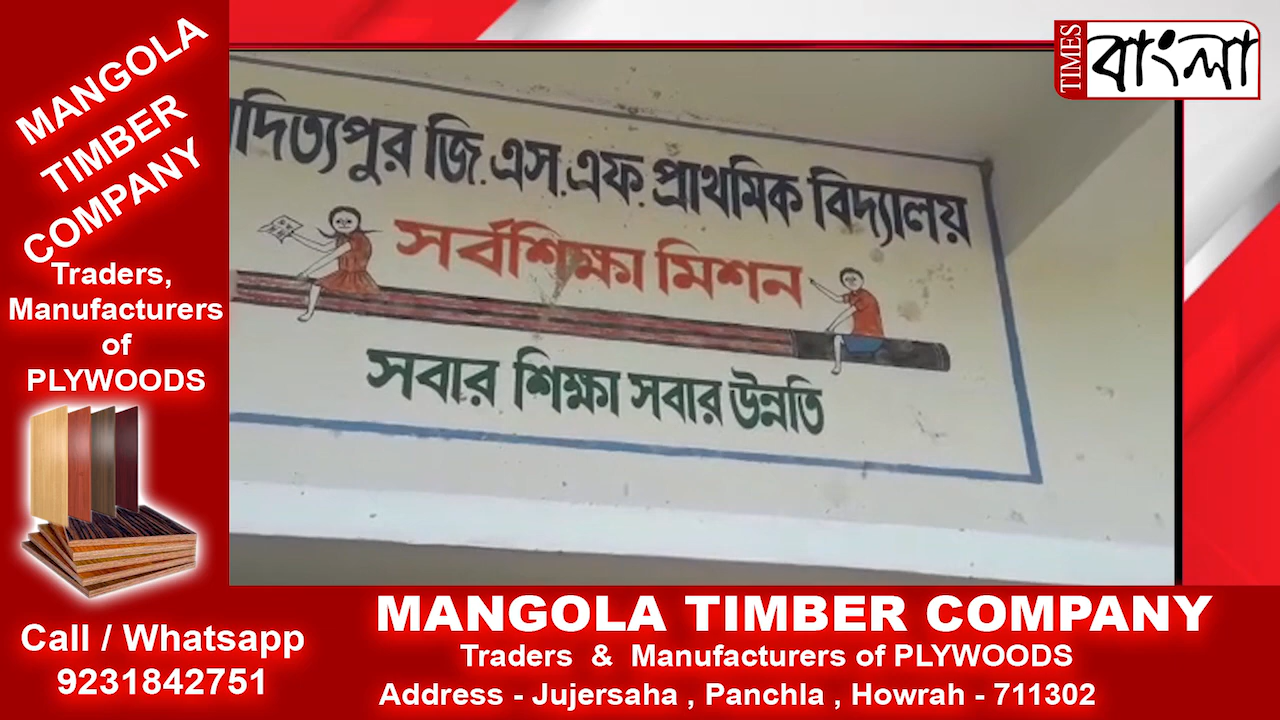 MANGOLA
TIMBER
COMPANY
Traders,
Manufacturers
of
PLYWOODS
Call / Whatsapp
9231842751
TIMES
বাংলা
জি.এস.এফ. প্রাথমিক বিদ্যালয়
সর্বশিক্ষা মিশন
সবার শিক্ষা সবার উন্নতি
MANGOLA TIMBER COMPANY
Traders & Manufacturers of PLYWOODS
Address - Jujersaha , Panchla , Howrah - 711302